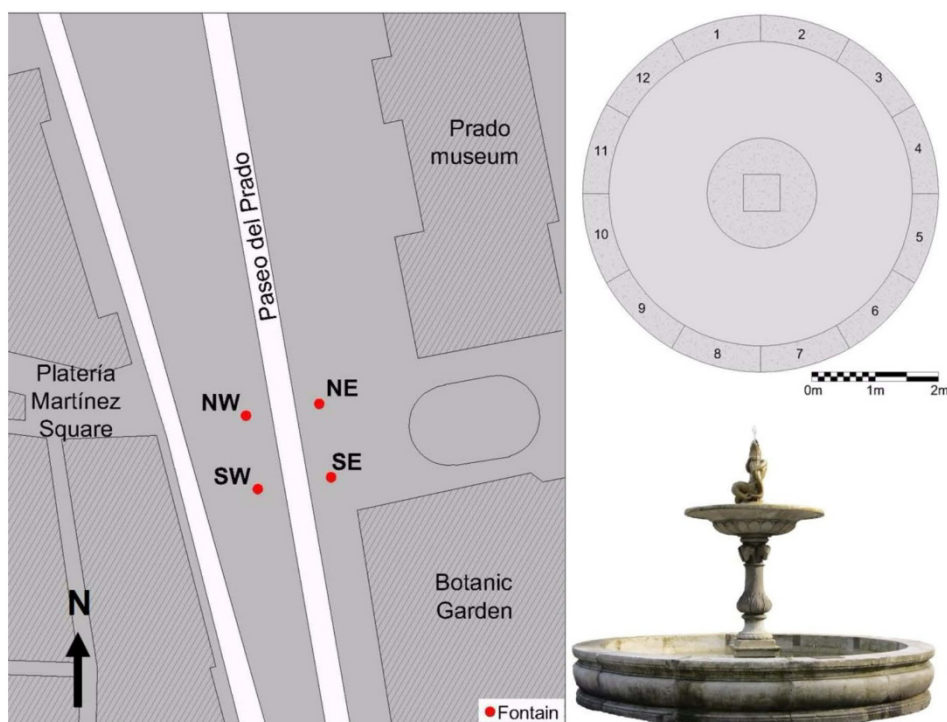 Prado
museum
Paseo del Prado
Platería
Martínez
Square
NW
NE
SW
SE
Botanic
Garden
N
Fontain
1
2
3
4
5
6
7
8
9
10
11
12
0m
1m
2m